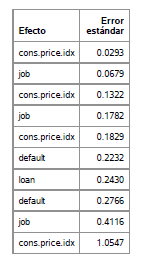 Efecto Error estándar
cons.price.idx 0.0293
job 0.0679
cons.price.idx 0.1322
job 0.1782
cons.price.idx 0.1829
default 0.2232
loan 0.2430
default 0.2766
job 0.4116
cons.price.idx 1.0547